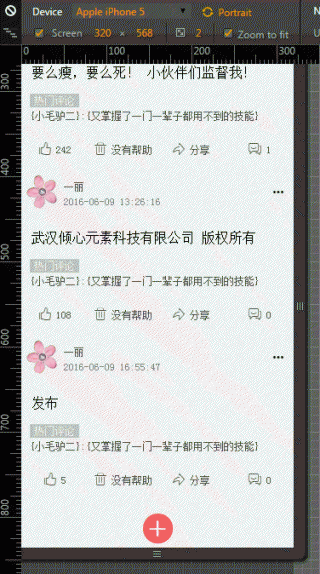 Device Apple iPhone 5 Portrait
Screen 320 × 568 2 Zoom to fit
0 100 200 300
300
400
500
600
700
800
要么瘦，要么死！ 小伙伴们监督我！
热门评论
{小毛驴二}:{又掌握了一门一辈子都用不到的技能}
242 没有帮助 分享 1
一丽
2016-06-09 13:26:16
武汉倾心元素科技有限公司 版权所有
热门评论
{小毛驴二}:{又掌握了一门一辈子都用不到的技能}
108 没有帮助 分享 0
一丽
2016-06-09 16:55:47
发布
热门评论
{小毛驴二}:{又掌握了一门一辈子都用不到的技能}
5 没有帮助 分享 0